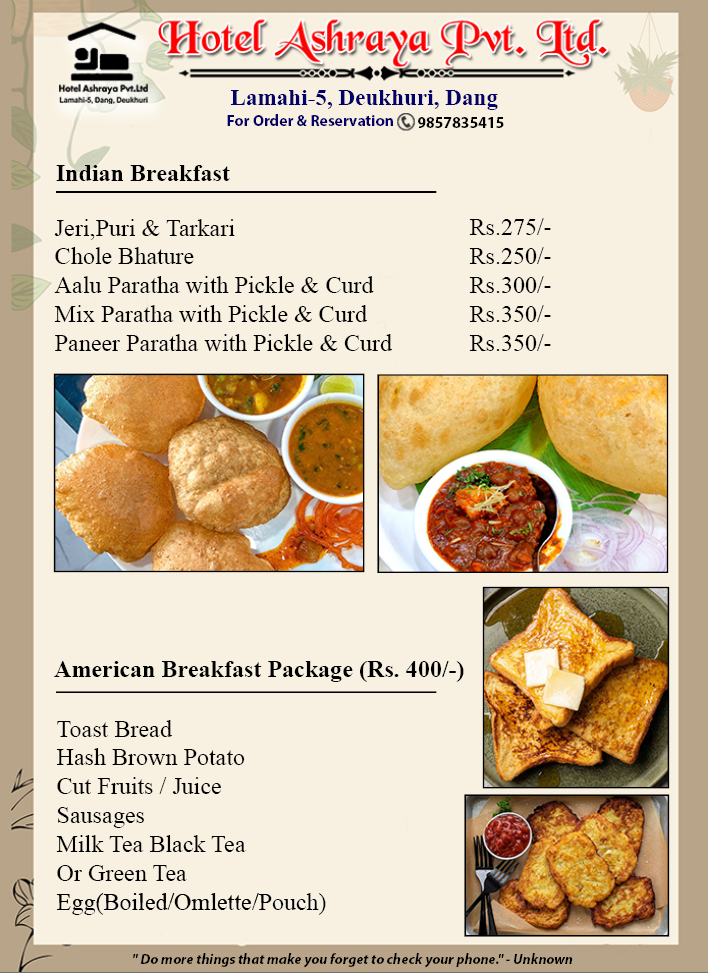 Hotel Ashraya Pvt. Ltd.
Hotel Ashraya Pvt.Ltd
Lamahi-5, Dang, Deukhuri
Lamahi-5, Deukhuri, Dang
For Order & Reservation 9857835415
Indian Breakfast
Jeri,Puri & Tarkari Rs.275/-
Chole Bhature Rs.250/-
Aalu Paratha with Pickle & Curd Rs.300/-
Mix Paratha with Pickle & Curd Rs.350/-
Paneer Paratha with Pickle & Curd Rs.350/-
American Breakfast Package (Rs. 400/-)
Toast Bread
Hash Brown Potato
Cut Fruits / Juice
Sausages
Milk Tea Black Tea
Or Green Tea
Egg(Boiled/Omlette/Pouch)
" Do more things that make you forget to check your phone." - Unknown